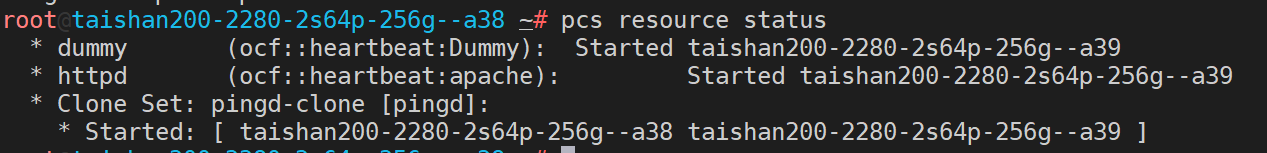 root@taishan200-2280-2s64p-256g--a38 ~# pcs resource status
* dummy (ocf::heartbeat:Dummy): Started taishan200-2280-2s64p-256g--a39
* httpd (ocf::heartbeat:apache): Started taishan200-2280-2s64p-256g--a39
* Clone Set: pingd-clone [pingd]:
* Started: [ taishan200-2280-2s64p-256g--a38 taishan200-2280-2s64p-256g--a39 ]